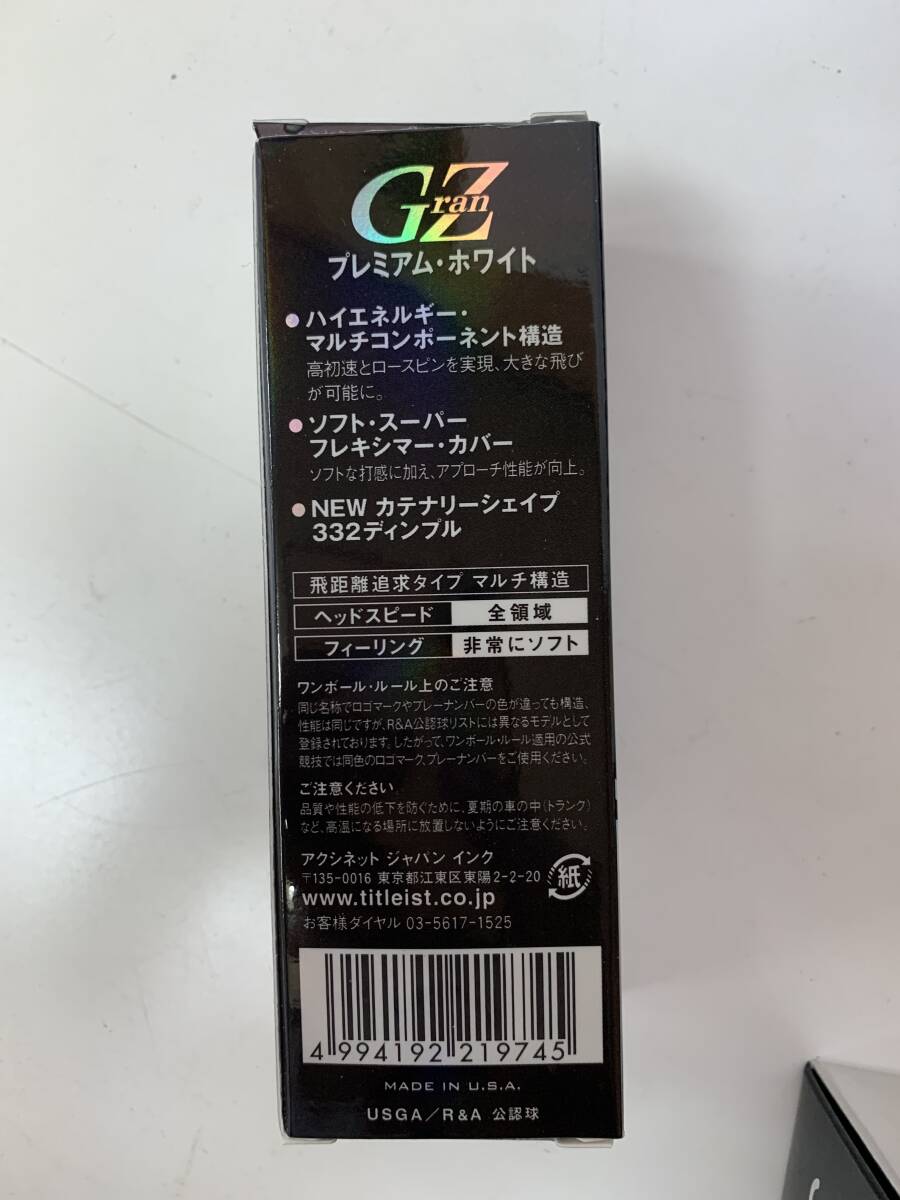 GranZ
プレミアム・ホワイト
●ハイエネルギー・
マルチコンポーネント構造
高初速とロースピンを実現、大きな飛び
が可能に。
●ソフト・スーパー
フレキシマー・カバー
ソフトな打感に加え、アプローチ性能が向上。
●NEW カテナリーシェイプ
332ディンプル
飛距離追求タイプ マルチ構造
ヘッドスピード 全領域
フィーリング 非常にソフト
ワンボール・ルール上のご注意
同じ名称でロゴマークやプレーナンバーの色が違っても構造、
性能は同じですが、R&A公認球リストには異なるモデルとして
登録されております。したがって、ワンボール・ルール適用の公式
競技では同色のロゴマーク、プレーナンバーをご使用ください。
ご注意ください
品質や性能の低下を防ぐために、夏期の車の中(トランク)
など、高温になる場所に放置しないようにご注意ください。
アクシネット ジャパン インク
〒135-0016 東京都江東区東陽2-2-20
紙
www.titleist.co.jp
お客様ダイヤル 03-5617-1525
4 994192 219745
MADE IN U.S.A.
USGA/R&A 公認球